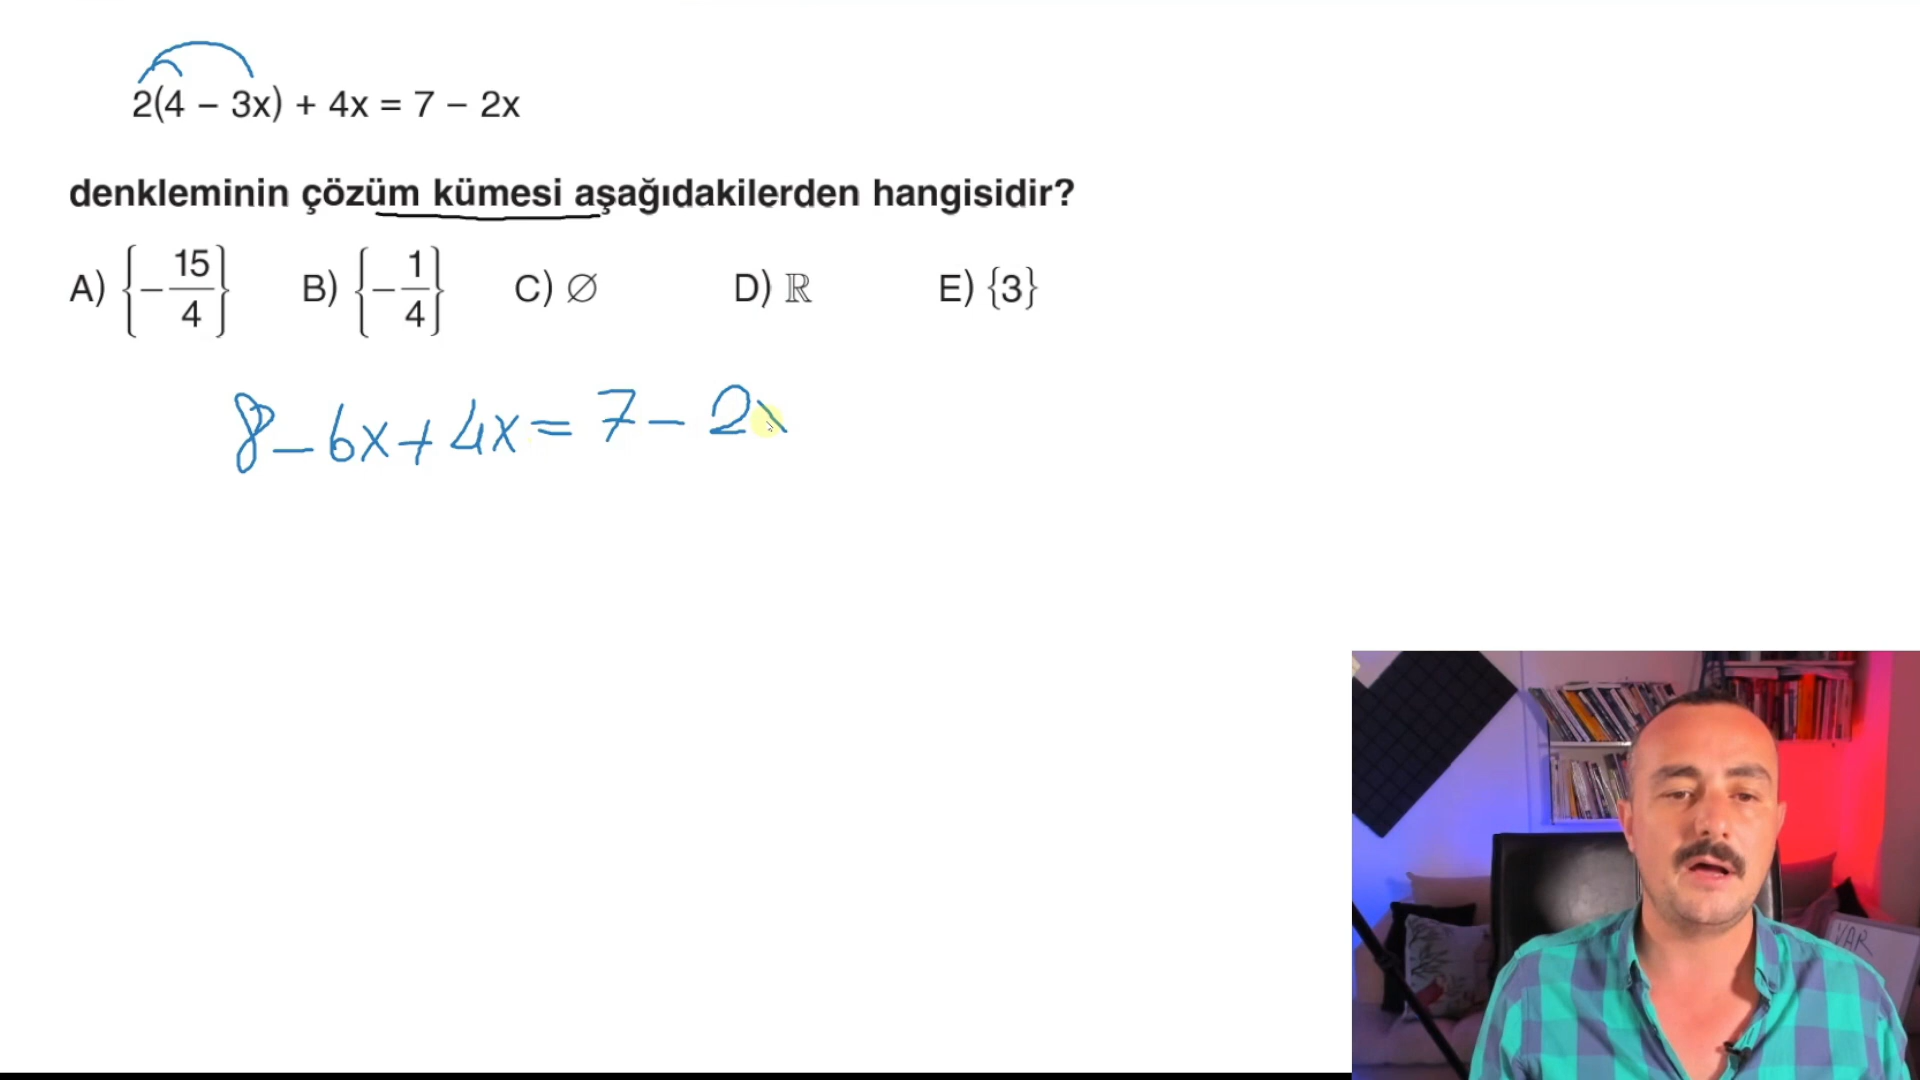 2(4 – 3x) + 4x = 7 – 2x
denkleminin çözüm kümesi aşağıdakilerden hangisidir?
A) {–15/4} B) {–1/4} C) ∅ D) ℝ E) {3}
8 – 6x + 4x = 7 – 2x
VAR